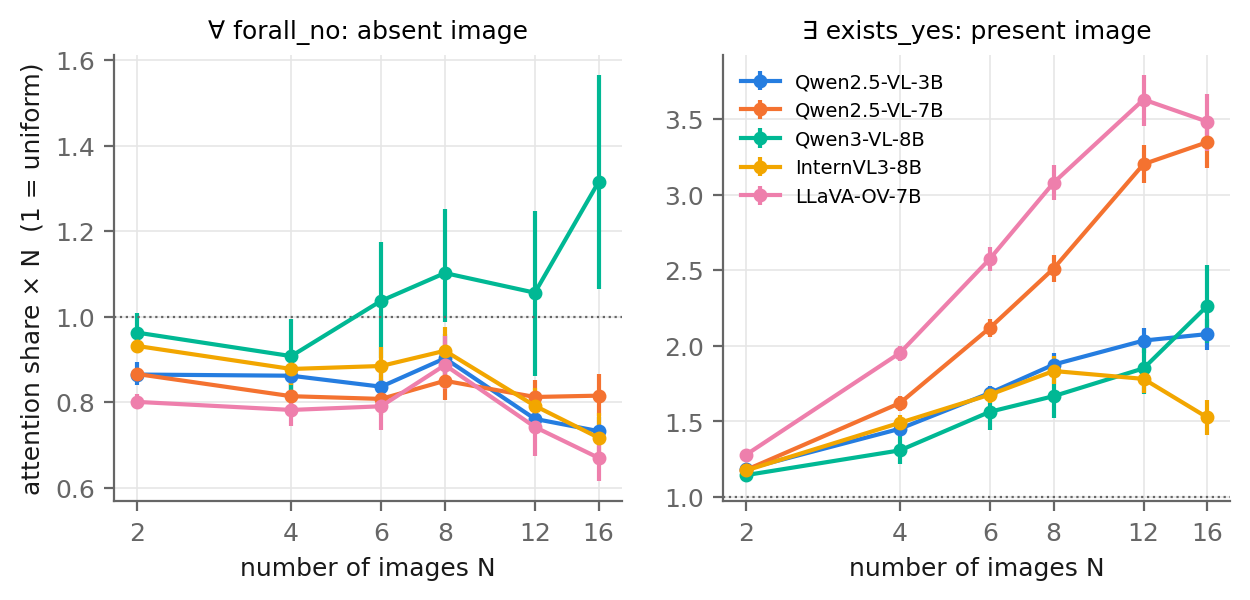 ∀ forall_no: absent image
attention share × N  (1 = uniform)
1.6
1.4
1.2
1.0
0.8
0.6
2 4 6 8 12 16
number of images N
∃ exists_yes: present image
Qwen2.5-VL-3B
Qwen2.5-VL-7B
Qwen3-VL-8B
InternVL3-8B
LLaVA-OV-7B
3.5
3.0
2.5
2.0
1.5
1.0
2 4 6 8 12 16
number of images N